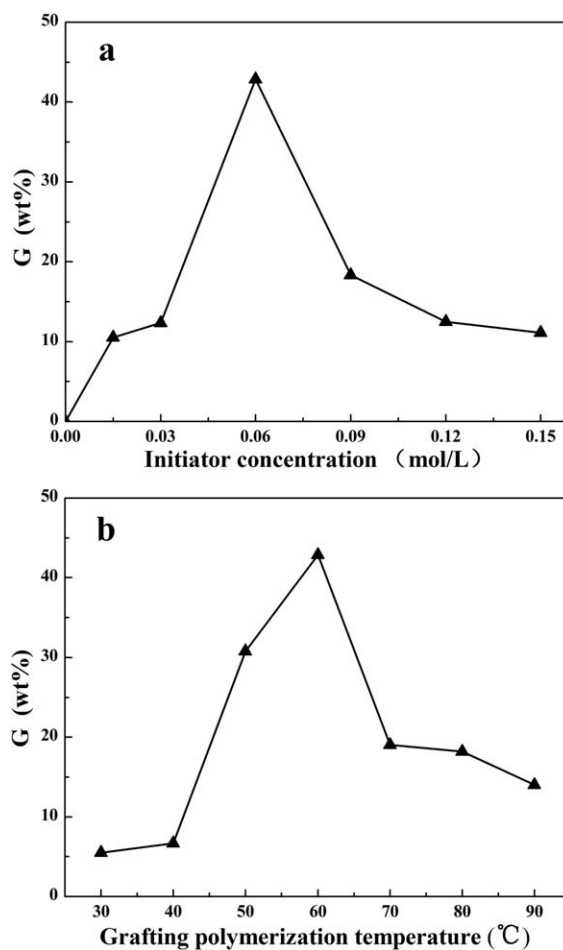 a
50
40
30
20
10
0
G (wt%)
0.00 0.03 0.06 0.09 0.12 0.15
Initiator concentration （mol/L）
b
50
40
30
20
10
0
G (wt%)
30 40 50 60 70 80 90
Grafting polymerization temperature (℃)